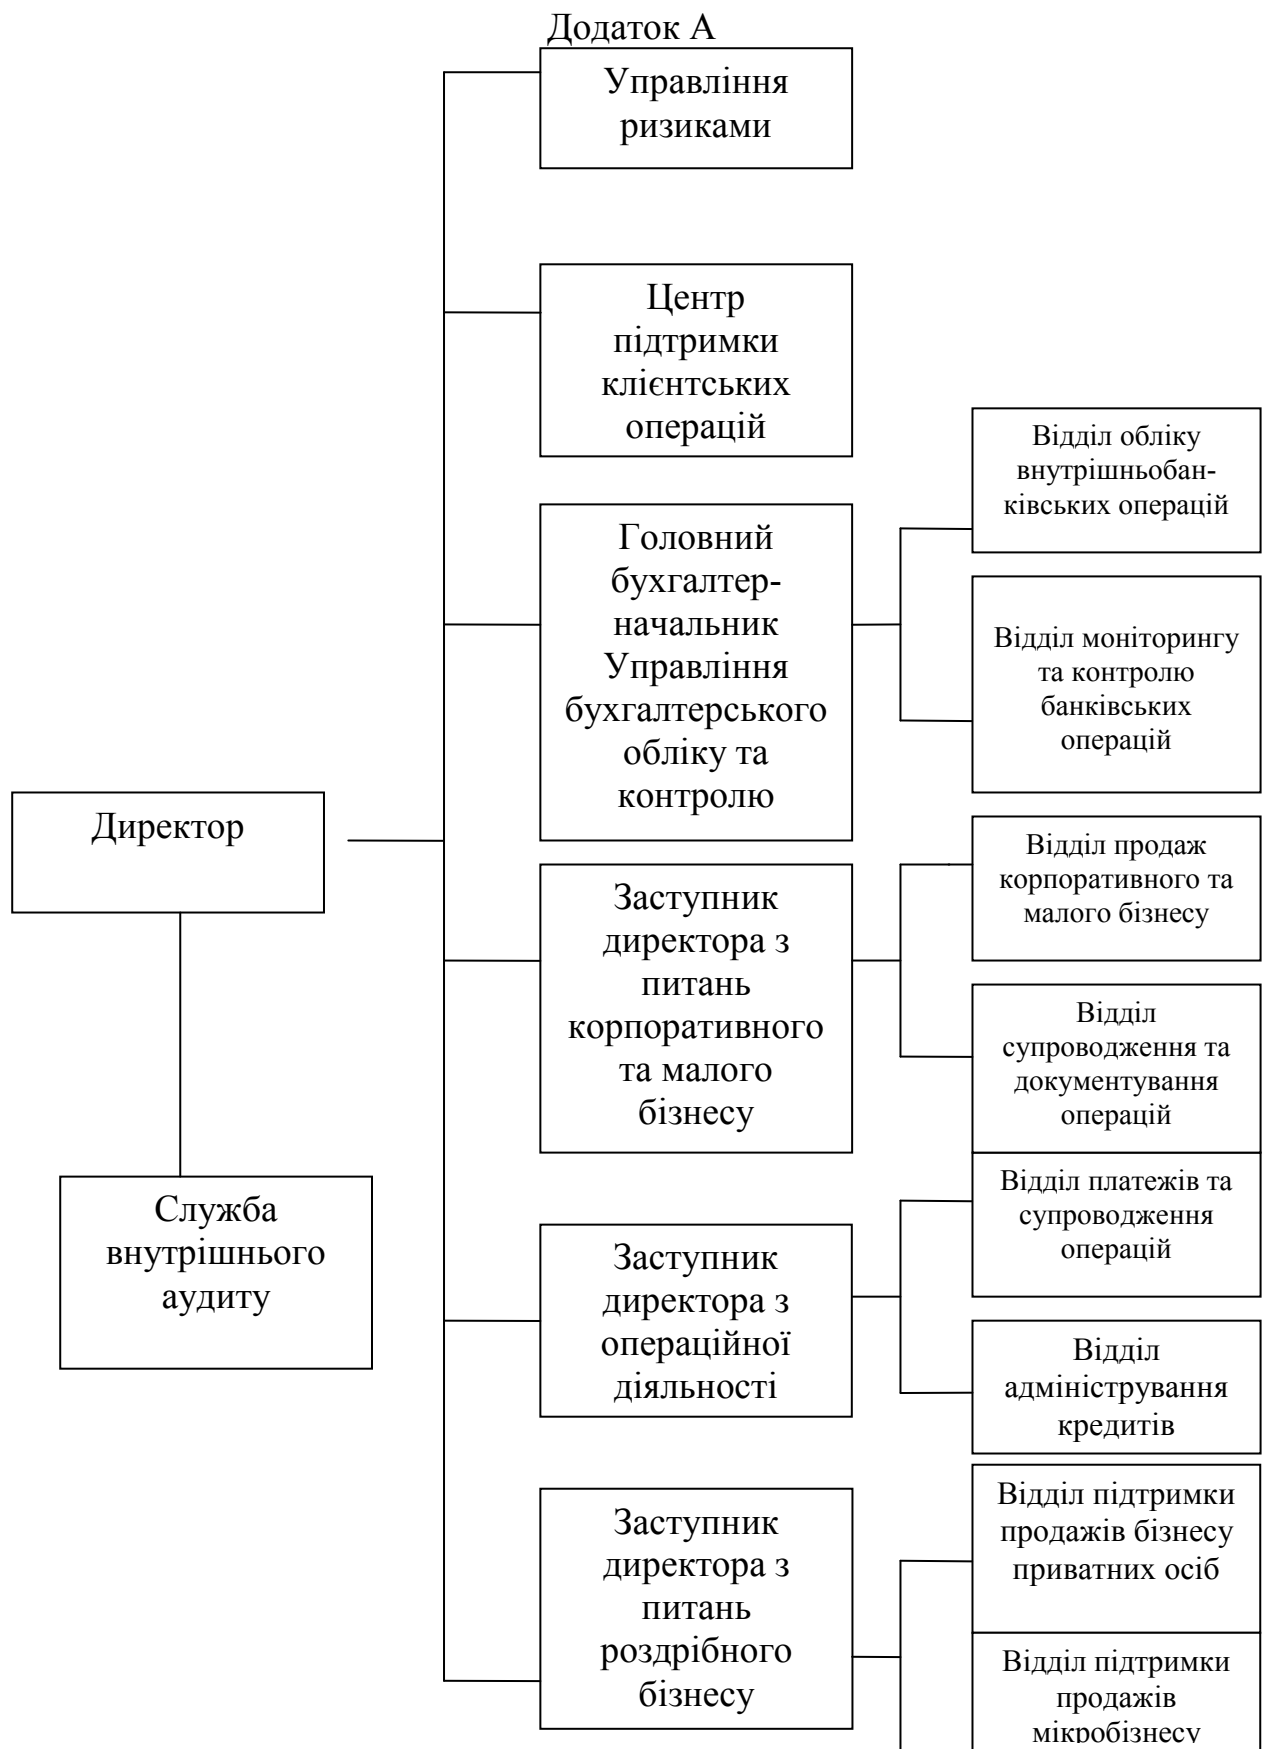 Додаток А
Управління
ризиками
Центр
підтримки
клієнтських
операцій
Головний
бухгалтер-
начальник
Управління
бухгалтерського
обліку та
контролю
Відділ обліку
внутрішньобан-
ківських операцій
Відділ моніторингу
та контролю
банківських
операцій
Директор
Служба
внутрішнього
аудиту
Заступник
директора з
питань
корпоративного
та малого
бізнесу
Відділ продаж
корпоративного та
малого бізнесу
Відділ
супроводження та
документування
операцій
Заступник
директора з
операційної
діяльності
Відділ платежів та
супроводження
операцій
Відділ
адміністрування
кредитів
Заступник
директора з
питань
роздрібного
бізнесу
Відділ підтримки
продажів бізнесу
приватних осіб
Відділ підтримки
продажів
мікробізнесу